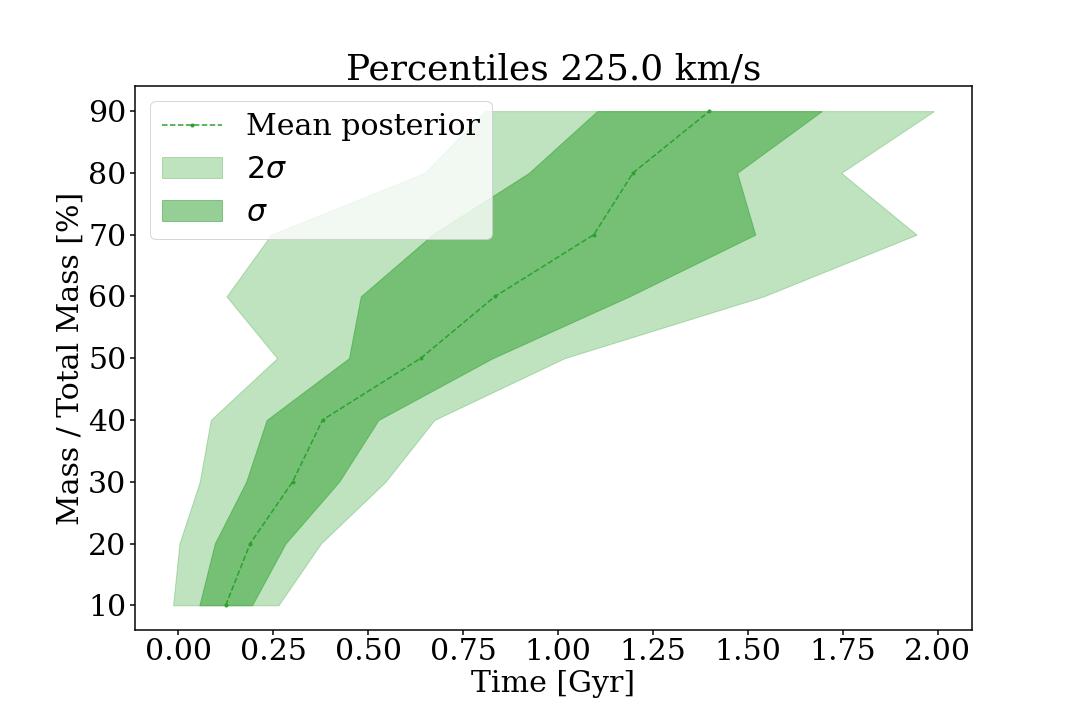 Percentiles 225.0 km/s
Mean posterior
2σ
σ
Mass / Total Mass [%]
90
80
70
60
50
40
30
20
10
0.00 0.25 0.50 0.75 1.00 1.25 1.50 1.75 2.00
Time [Gyr]